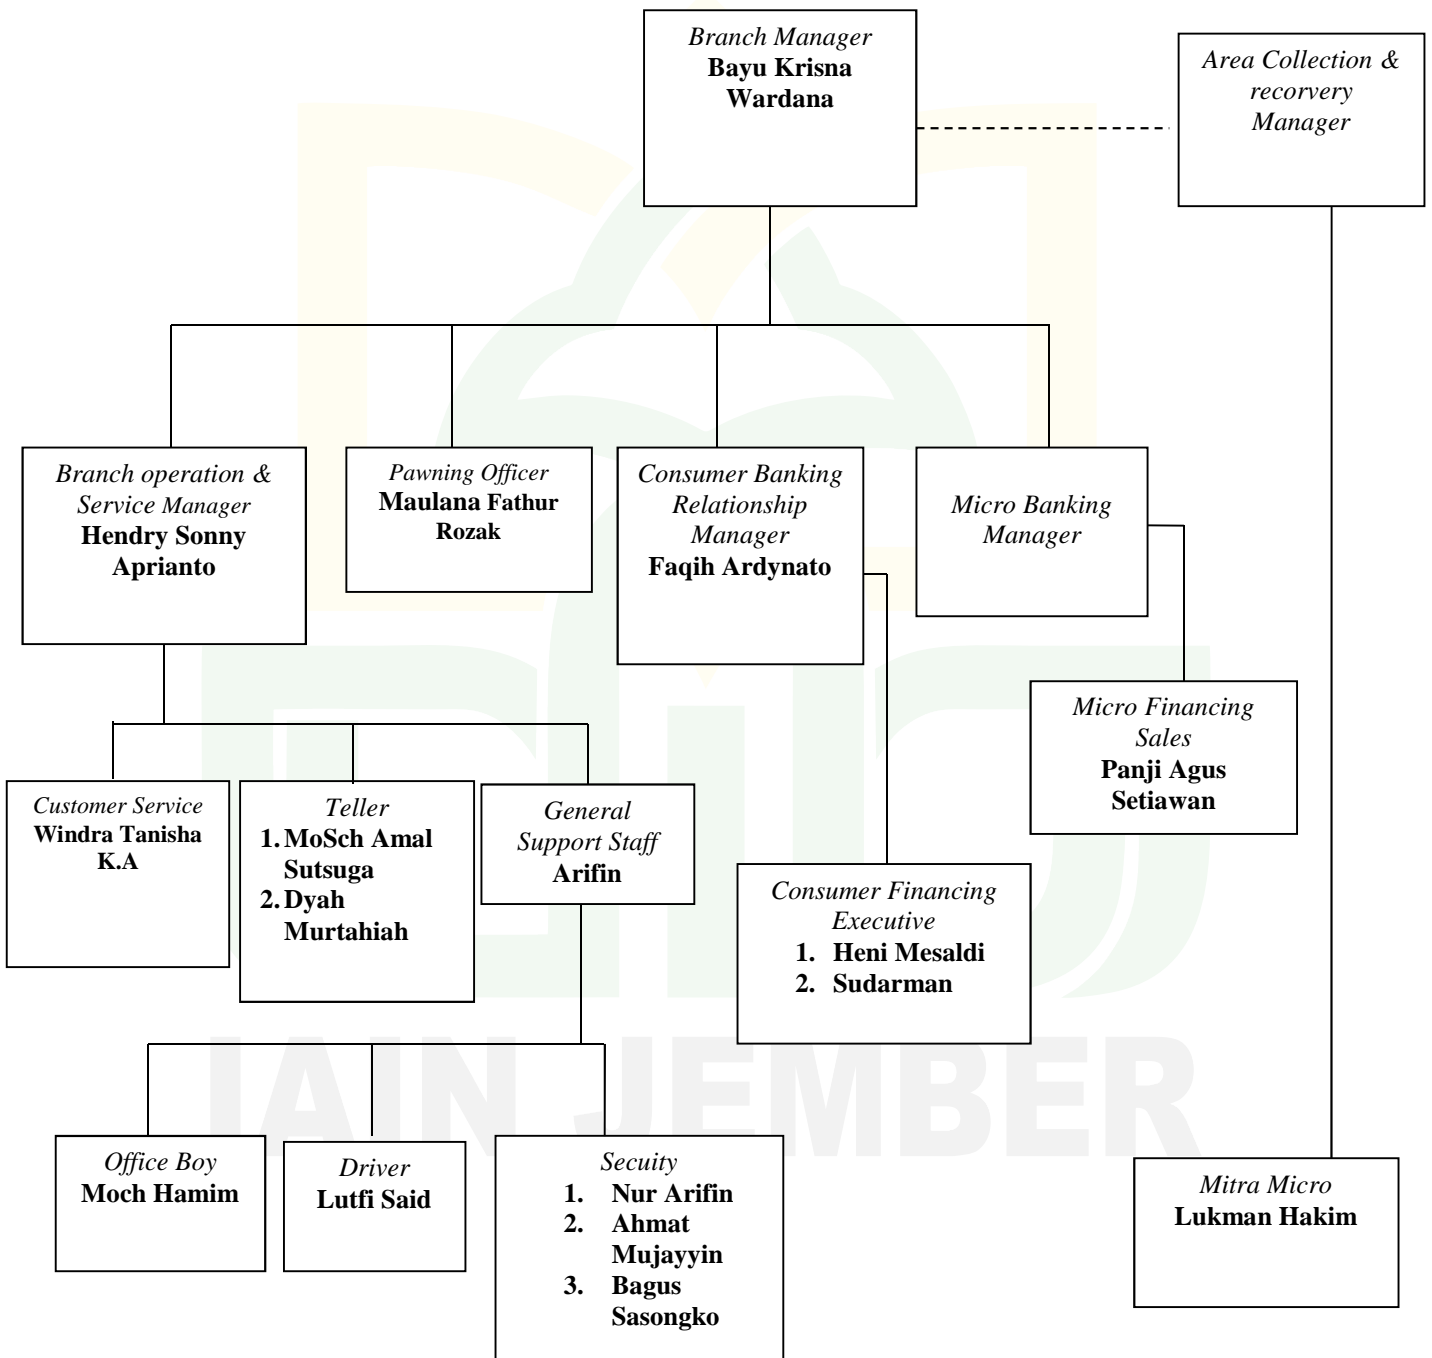 Branch Manager
Bayu Krisna
Wardana
Area Collection &
recorvery
Manager
Branch operation &
Service Manager
Hendry Sonny
Aprianto
Pawning Officer
Maulana Fathur
Rozak
Consumer Banking
Relationship
Manager
Faqih Ardynato
Micro Banking
Manager
Micro Financing
Sales
Panji Agus
Setiawan
Customer Service
Windra Tanisha
K.A
Teller
1. MoSch Amal
Sutsuga
2. Dyah
Murtahiah
General
Support Staff
Arifin
Consumer Financing
Executive
1. Heni Mesaldi
2. Sudarman
Office Boy
Moch Hamim
Driver
Lutfi Said
Secuity
1. Nur Arifin
2. Ahmat
Mujayyin
3. Bagus
Sasongko
Mitra Micro
Lukman Hakim
IAIN JEMBER